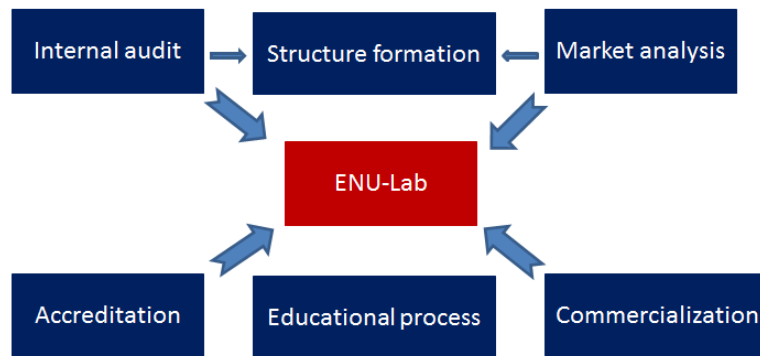 Internal audit
Structure formation
Market analysis
ENU-Lab
Accreditation
Educational process
Commercialization